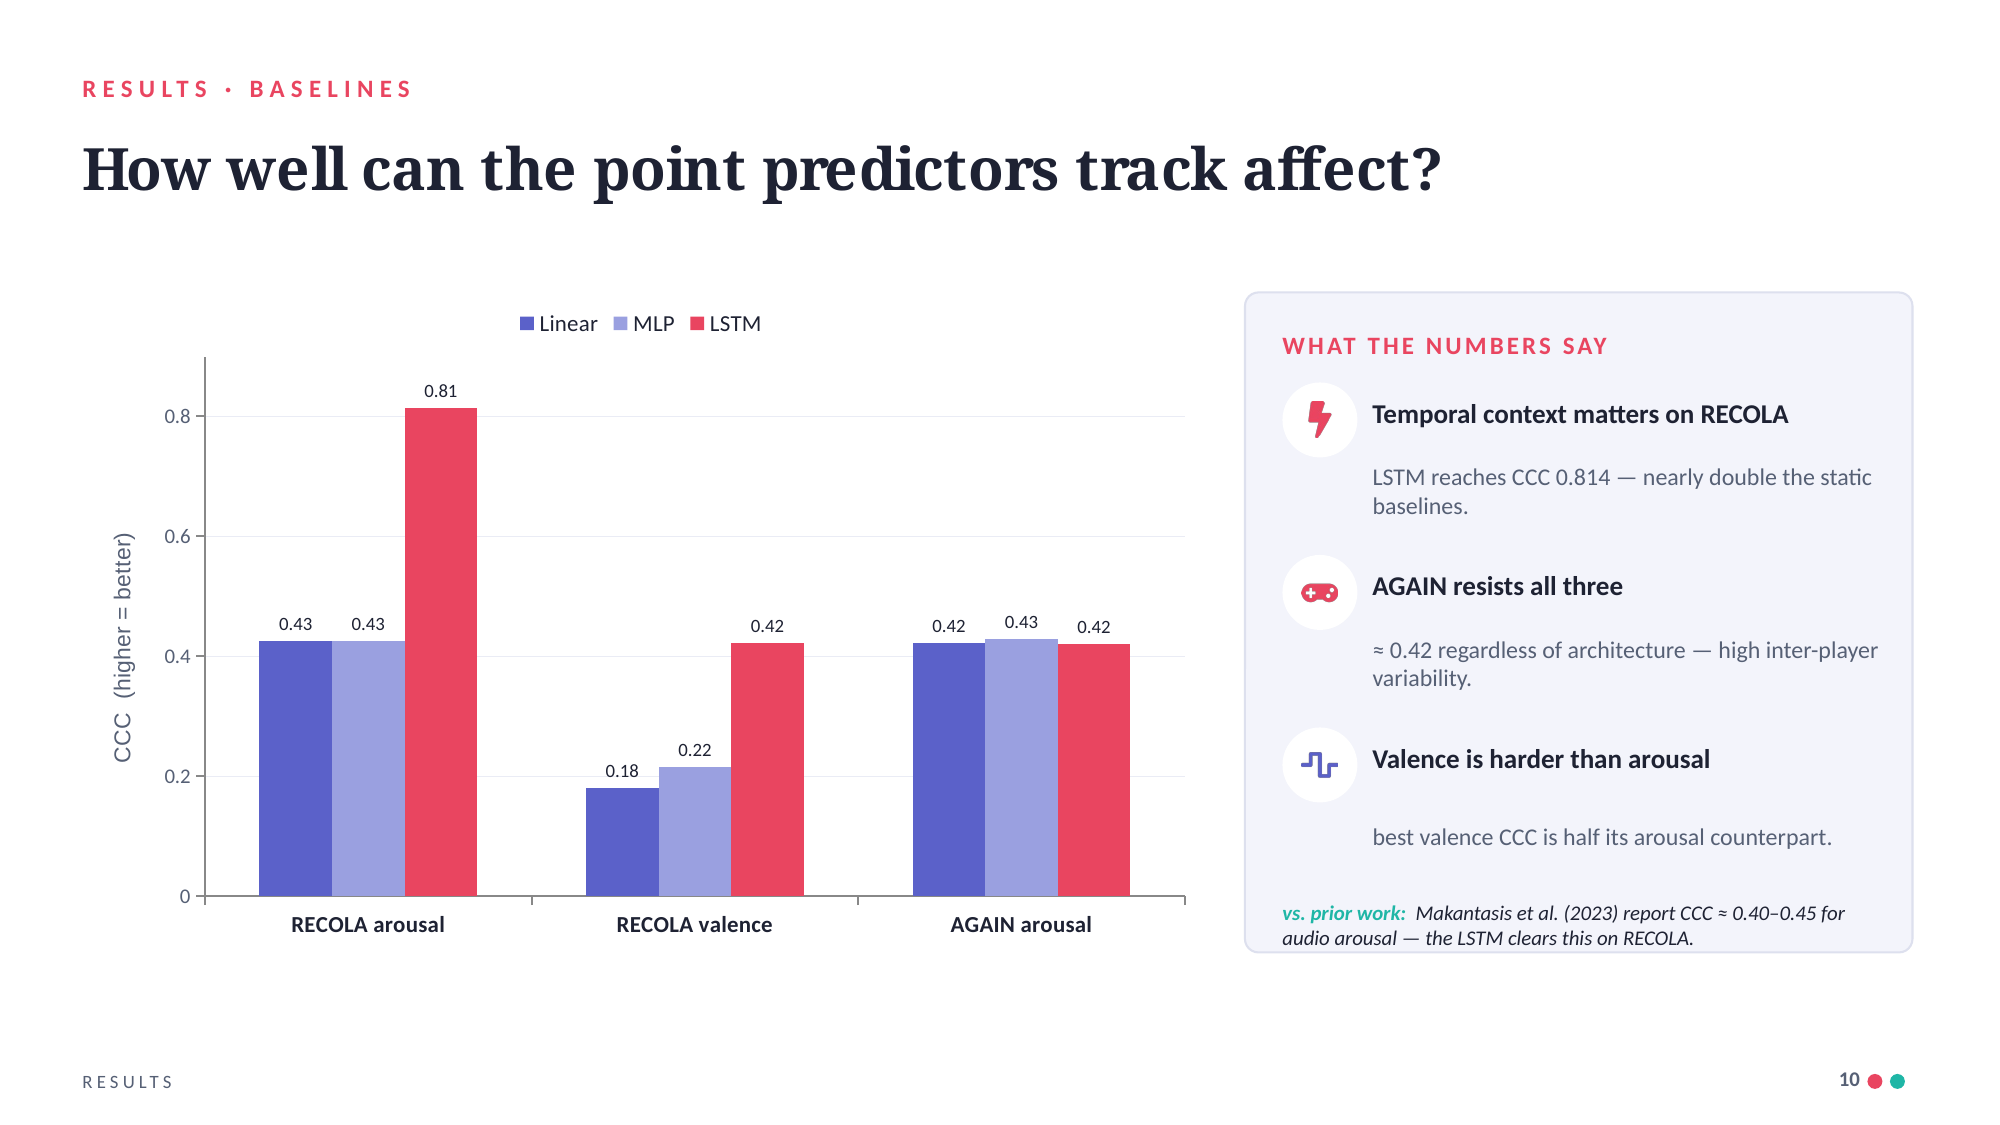 RESULTS · BASELINES
How well can the point predictors track affect?
Linear MLP LSTM
CCC (higher = better)
0.8
0.6
0.4
0.2
0
0.43
0.43
0.81
0.18
0.22
0.42
0.42
0.43
0.42
RECOLA arousal
RECOLA valence
AGAIN arousal
WHAT THE NUMBERS SAY
Temporal context matters on RECOLA
LSTM reaches CCC 0.814 — nearly double the static
baselines.
AGAIN resists all three
≈ 0.42 regardless of architecture — high inter-player
variability.
Valence is harder than arousal
best valence CCC is half its arousal counterpart.
vs. prior work: Makantasis et al. (2023) report CCC ≈ 0.40–0.45 for
audio arousal — the LSTM clears this on RECOLA.
RESULTS
10